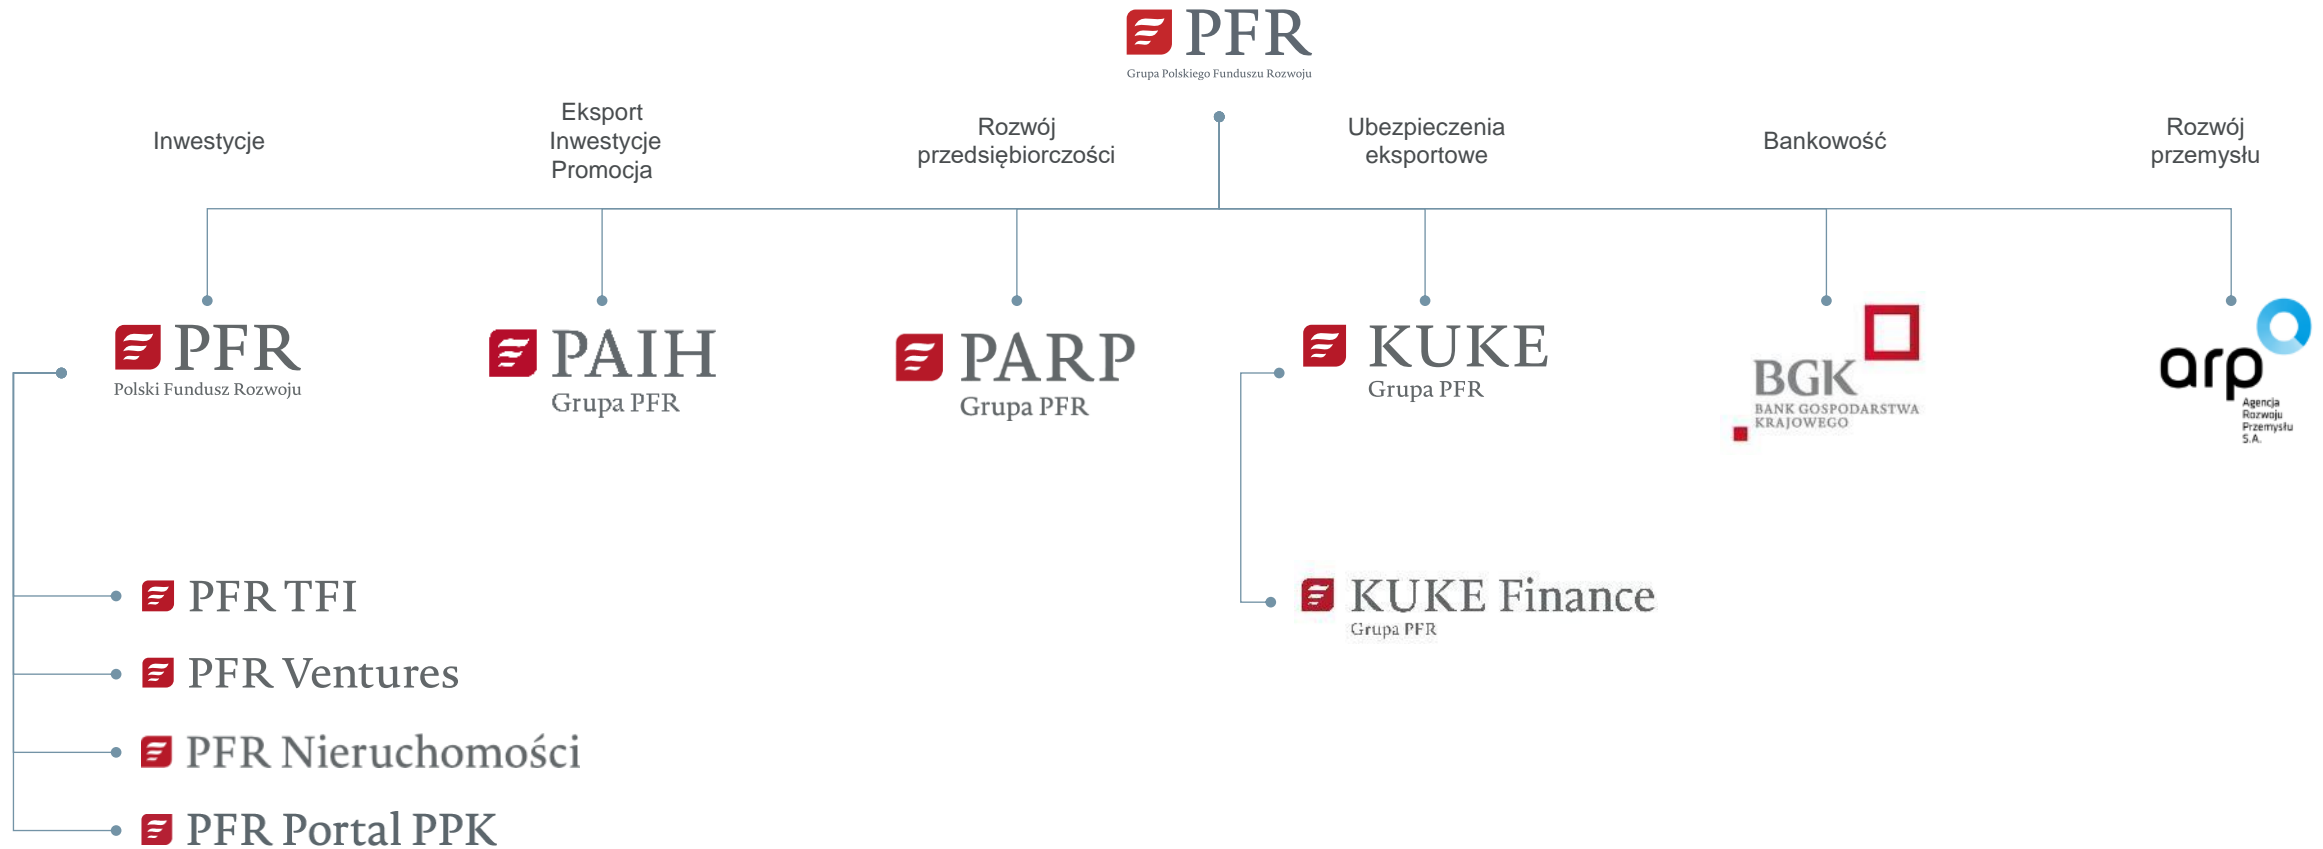 PFR
Grupa Polskiego Funduszu Rozwoju
Inwestycje
Eksport
Inwestycje
Promocja
Rozwój
przedsiębiorczości
Ubezpieczenia
eksportowe
Bankowość
Rozwój
przemysłu
PFR
Polski Fundusz Rozwoju
PAIH
Grupa PFR
PARP
Grupa PFR
KUKE
Grupa PFR
BGK
BANK GOSPODARSTWA
KRAJOWEGO
arp
Agencja
Rozwoju
Przemysłu
S.A.
PFR TFI
PFR Ventures
PFR Nieruchomości
PFR Portal PPK
KUKE Finance
Grupa PFR